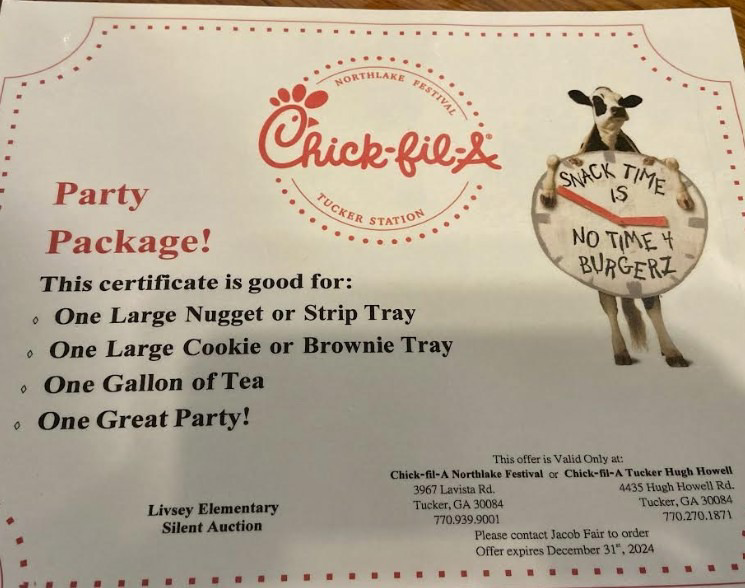 NORTHLAKE FESTIVAL
Chick-fil-A®
TUCKER STATION
SNACK TIME
IS
NO TIME 4
BURGERZ
Party
Package!
This certificate is good for:
One Large Nugget or Strip Tray
One Large Cookie or Brownie Tray
One Gallon of Tea
One Great Party!
Livsey Elementary
Silent Auction
This offer is Valid Only at:
Chick-fil-A Northlake Festival or Chick-fil-A Tucker Hugh Howell
3967 Lavista Rd. 4435 Hugh Howell Rd.
Tucker, GA 30084 Tucker, GA 30084
770.939.9001 770.270.1871
Please contact Jacob Fair to order
Offer expires December 31st, 2024